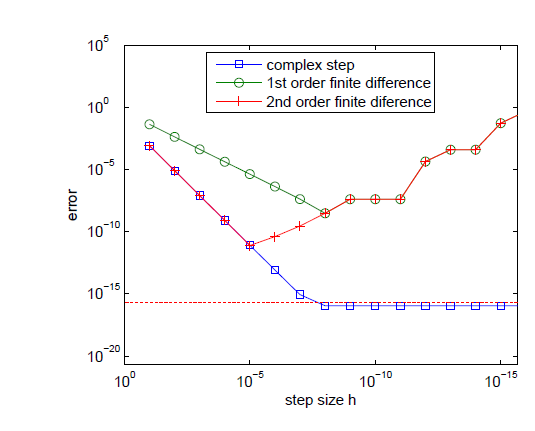 complex step
1st order finite diference
2nd order finite diference
10^5
10^0
10^−5
10^−10
10^−15
10^−20
error
10^0
10^−5
10^−10
10^−15
step size h